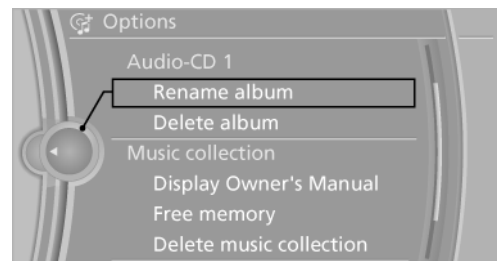 Options
Audio-CD 1
Rename album
Delete album
Music collection
Display Owner's Manual
Free memory
Delete music collection